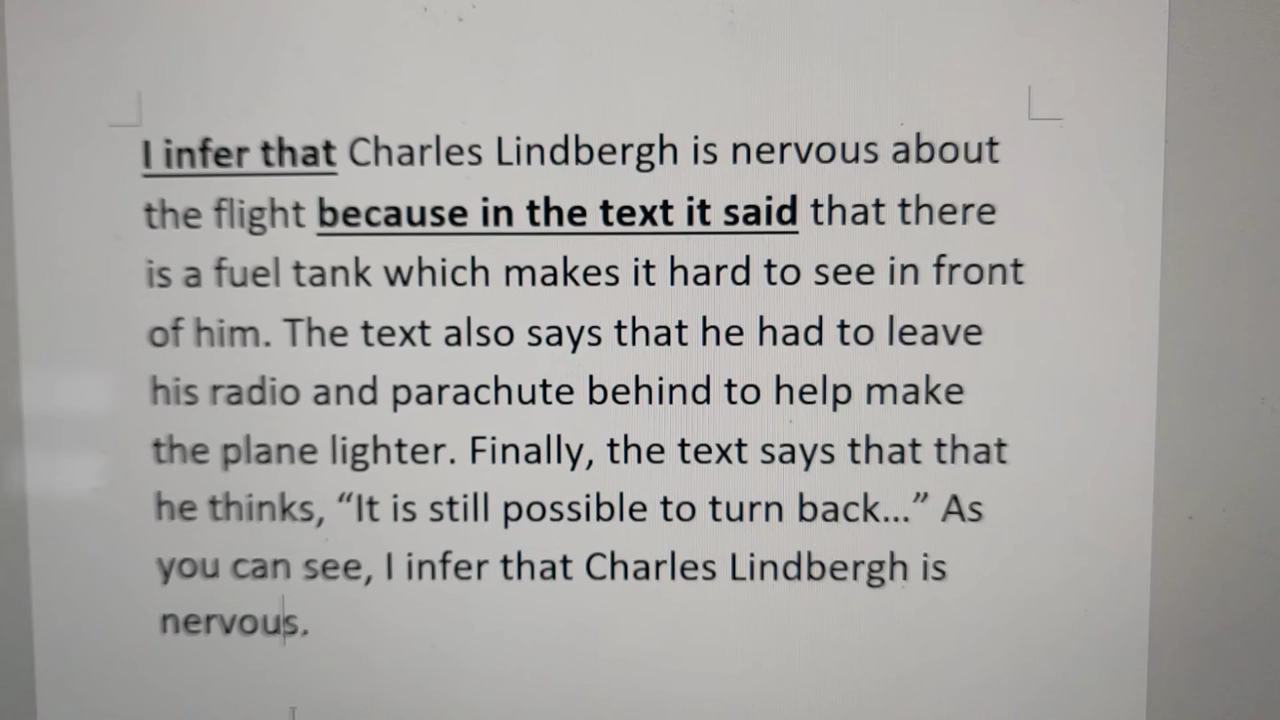 I infer that Charles Lindbergh is nervous about
the flight because in the text it said that there
is a fuel tank which makes it hard to see in front
of him. The text also says that he had to leave
his radio and parachute behind to help make
the plane lighter. Finally, the text says that that
he thinks, “It is still possible to turn back...” As
you can see, I infer that Charles Lindbergh is
nervous.